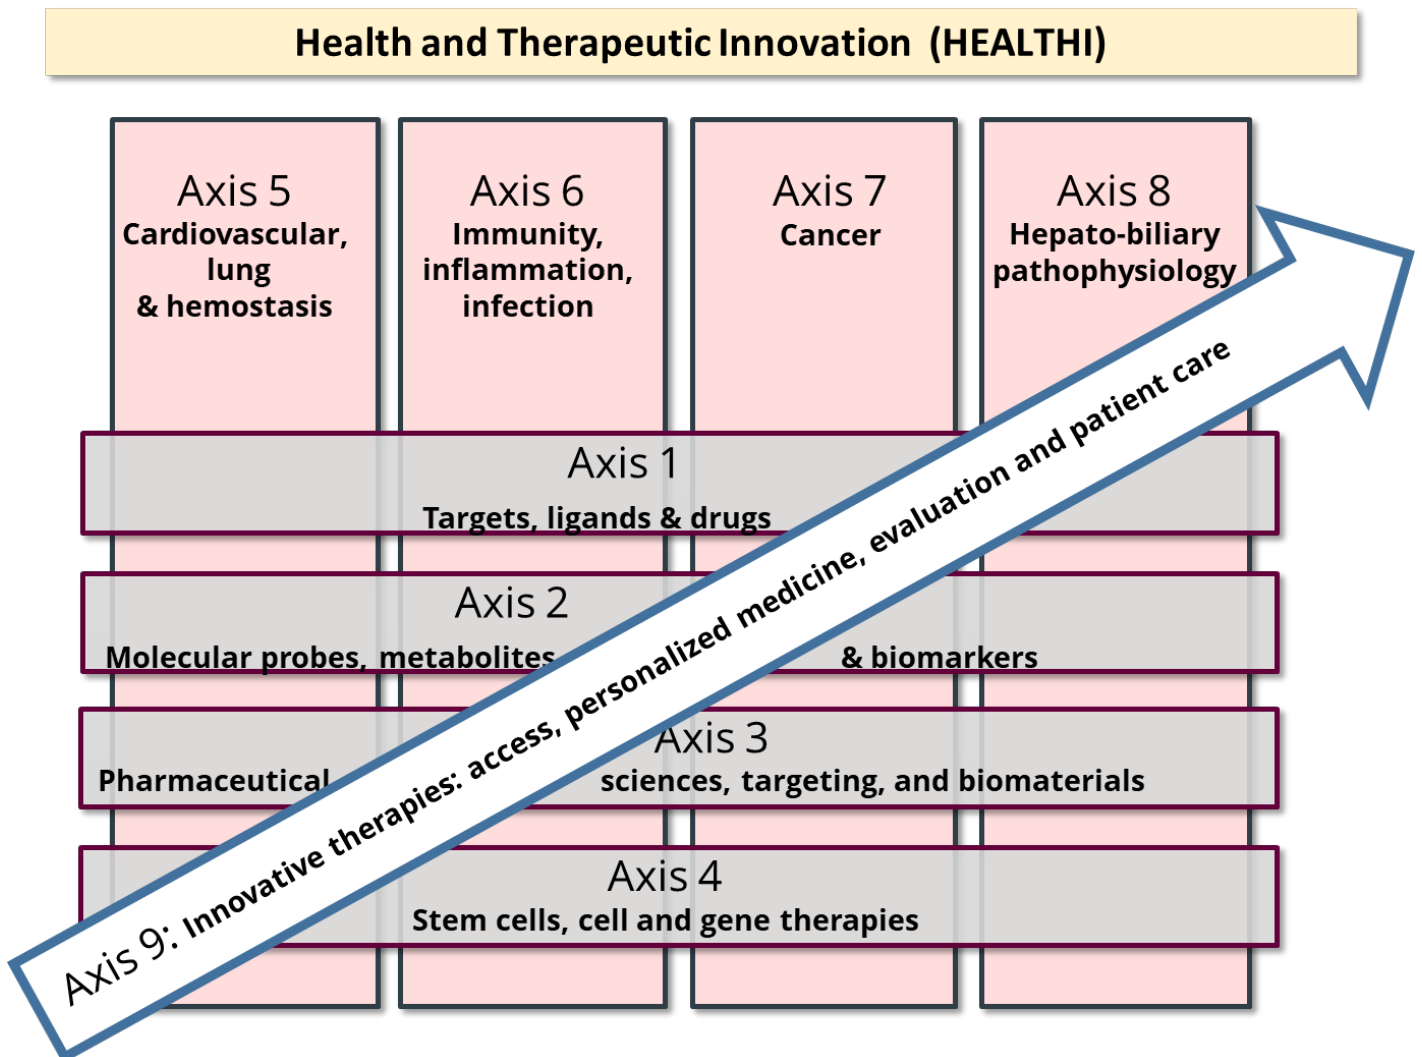 Health and Therapeutic Innovation (HEALTHI)
Axis 5
Cardiovascular,
lung
& hemostasis
Axis 6
Immunity,
inflammation,
infection
Axis 7
Cancer
Axis 8
Hepato-biliary
pathophysiology
Axis 1
Targets, ligands & drugs
Axis 2
Molecular probes, metabolites & biomarkers
Axis 3
Pharmaceutical sciences, targeting, and biomaterials
Axis 4
Stem cells, cell and gene therapies
Axis 9: Innovative therapies: access, personalized medicine, evaluation and patient care